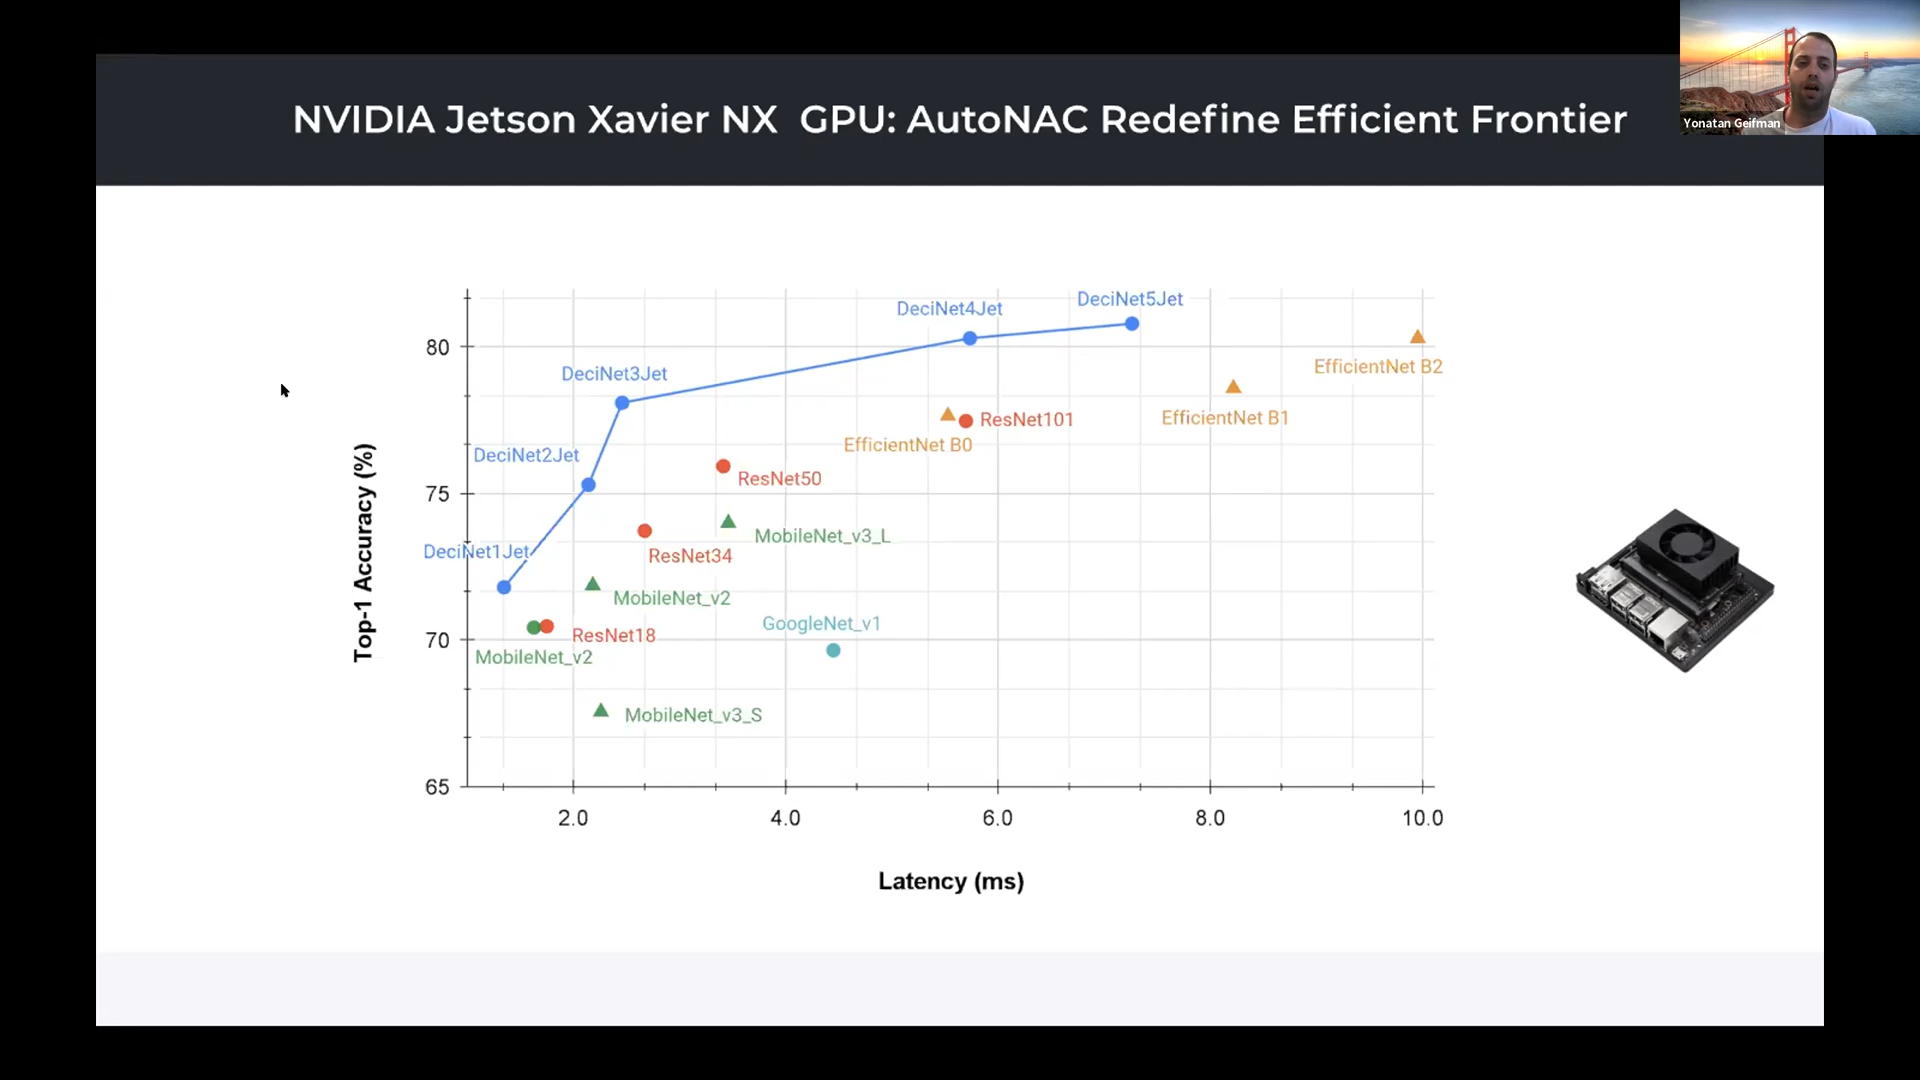 NVIDIA Jetson Xavier NX GPU: AutoNAC Redefine Efficient Frontier
Yonatan Geifman
DeciNet5Jet
DeciNet4Jet
80
EfficientNet B2
DeciNet3Jet
EfficientNet B1
ResNet101
EfficientNet B0
DeciNet2Jet
ResNet50
75
MobileNet_v3_L
DeciNet1Jet
ResNet34
Top-1 Accuracy (%)
MobileNet_v2
GoogleNet_v1
70
ResNet18
MobileNet_v2
MobileNet_v3_S
65
2.0 4.0 6.0 8.0 10.0
Latency (ms)